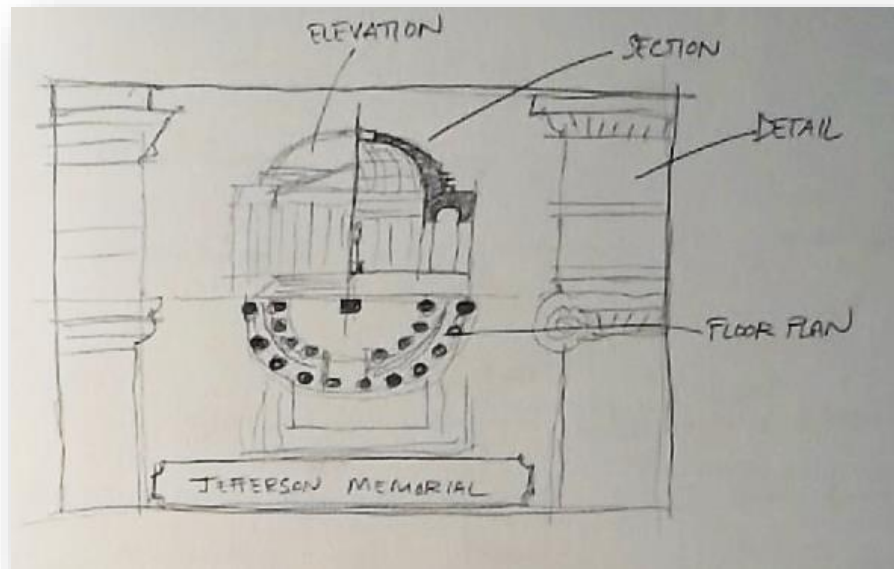 ELEVATION
SECTION
DETAIL
FLOOR PLAN
JEFFERSON MEMORIAL